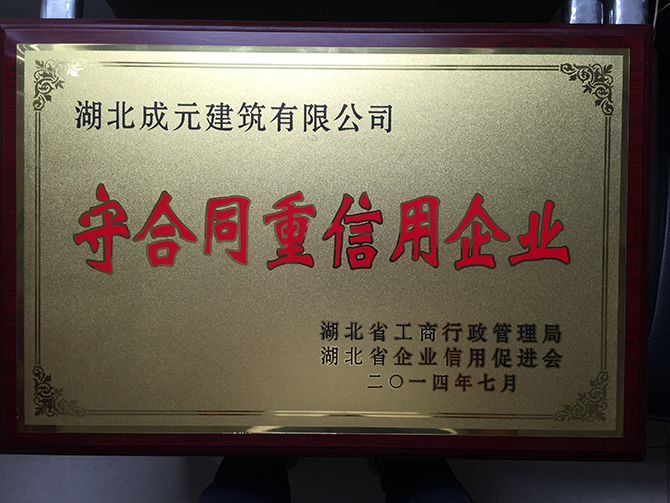 湖北成元建筑有限公司
守合同重信用企业
湖北省工商行政管理局
湖北省企业信用促进会
二〇一四年七月